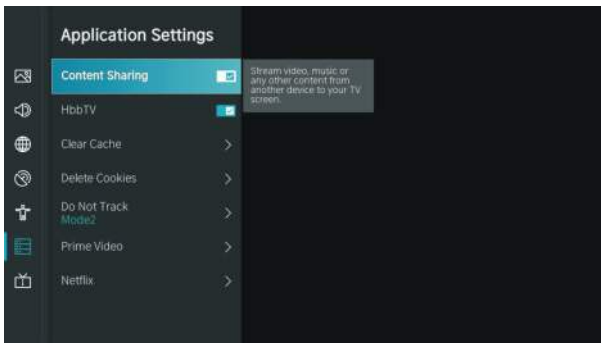 Application Settings
Content Sharing
Stream video, music or
any other content from
another device to your TV
screen.
HbbTV
Clear Cache
Delete Cookies
Do Not Track
Mode2
Prime Video
Netflix